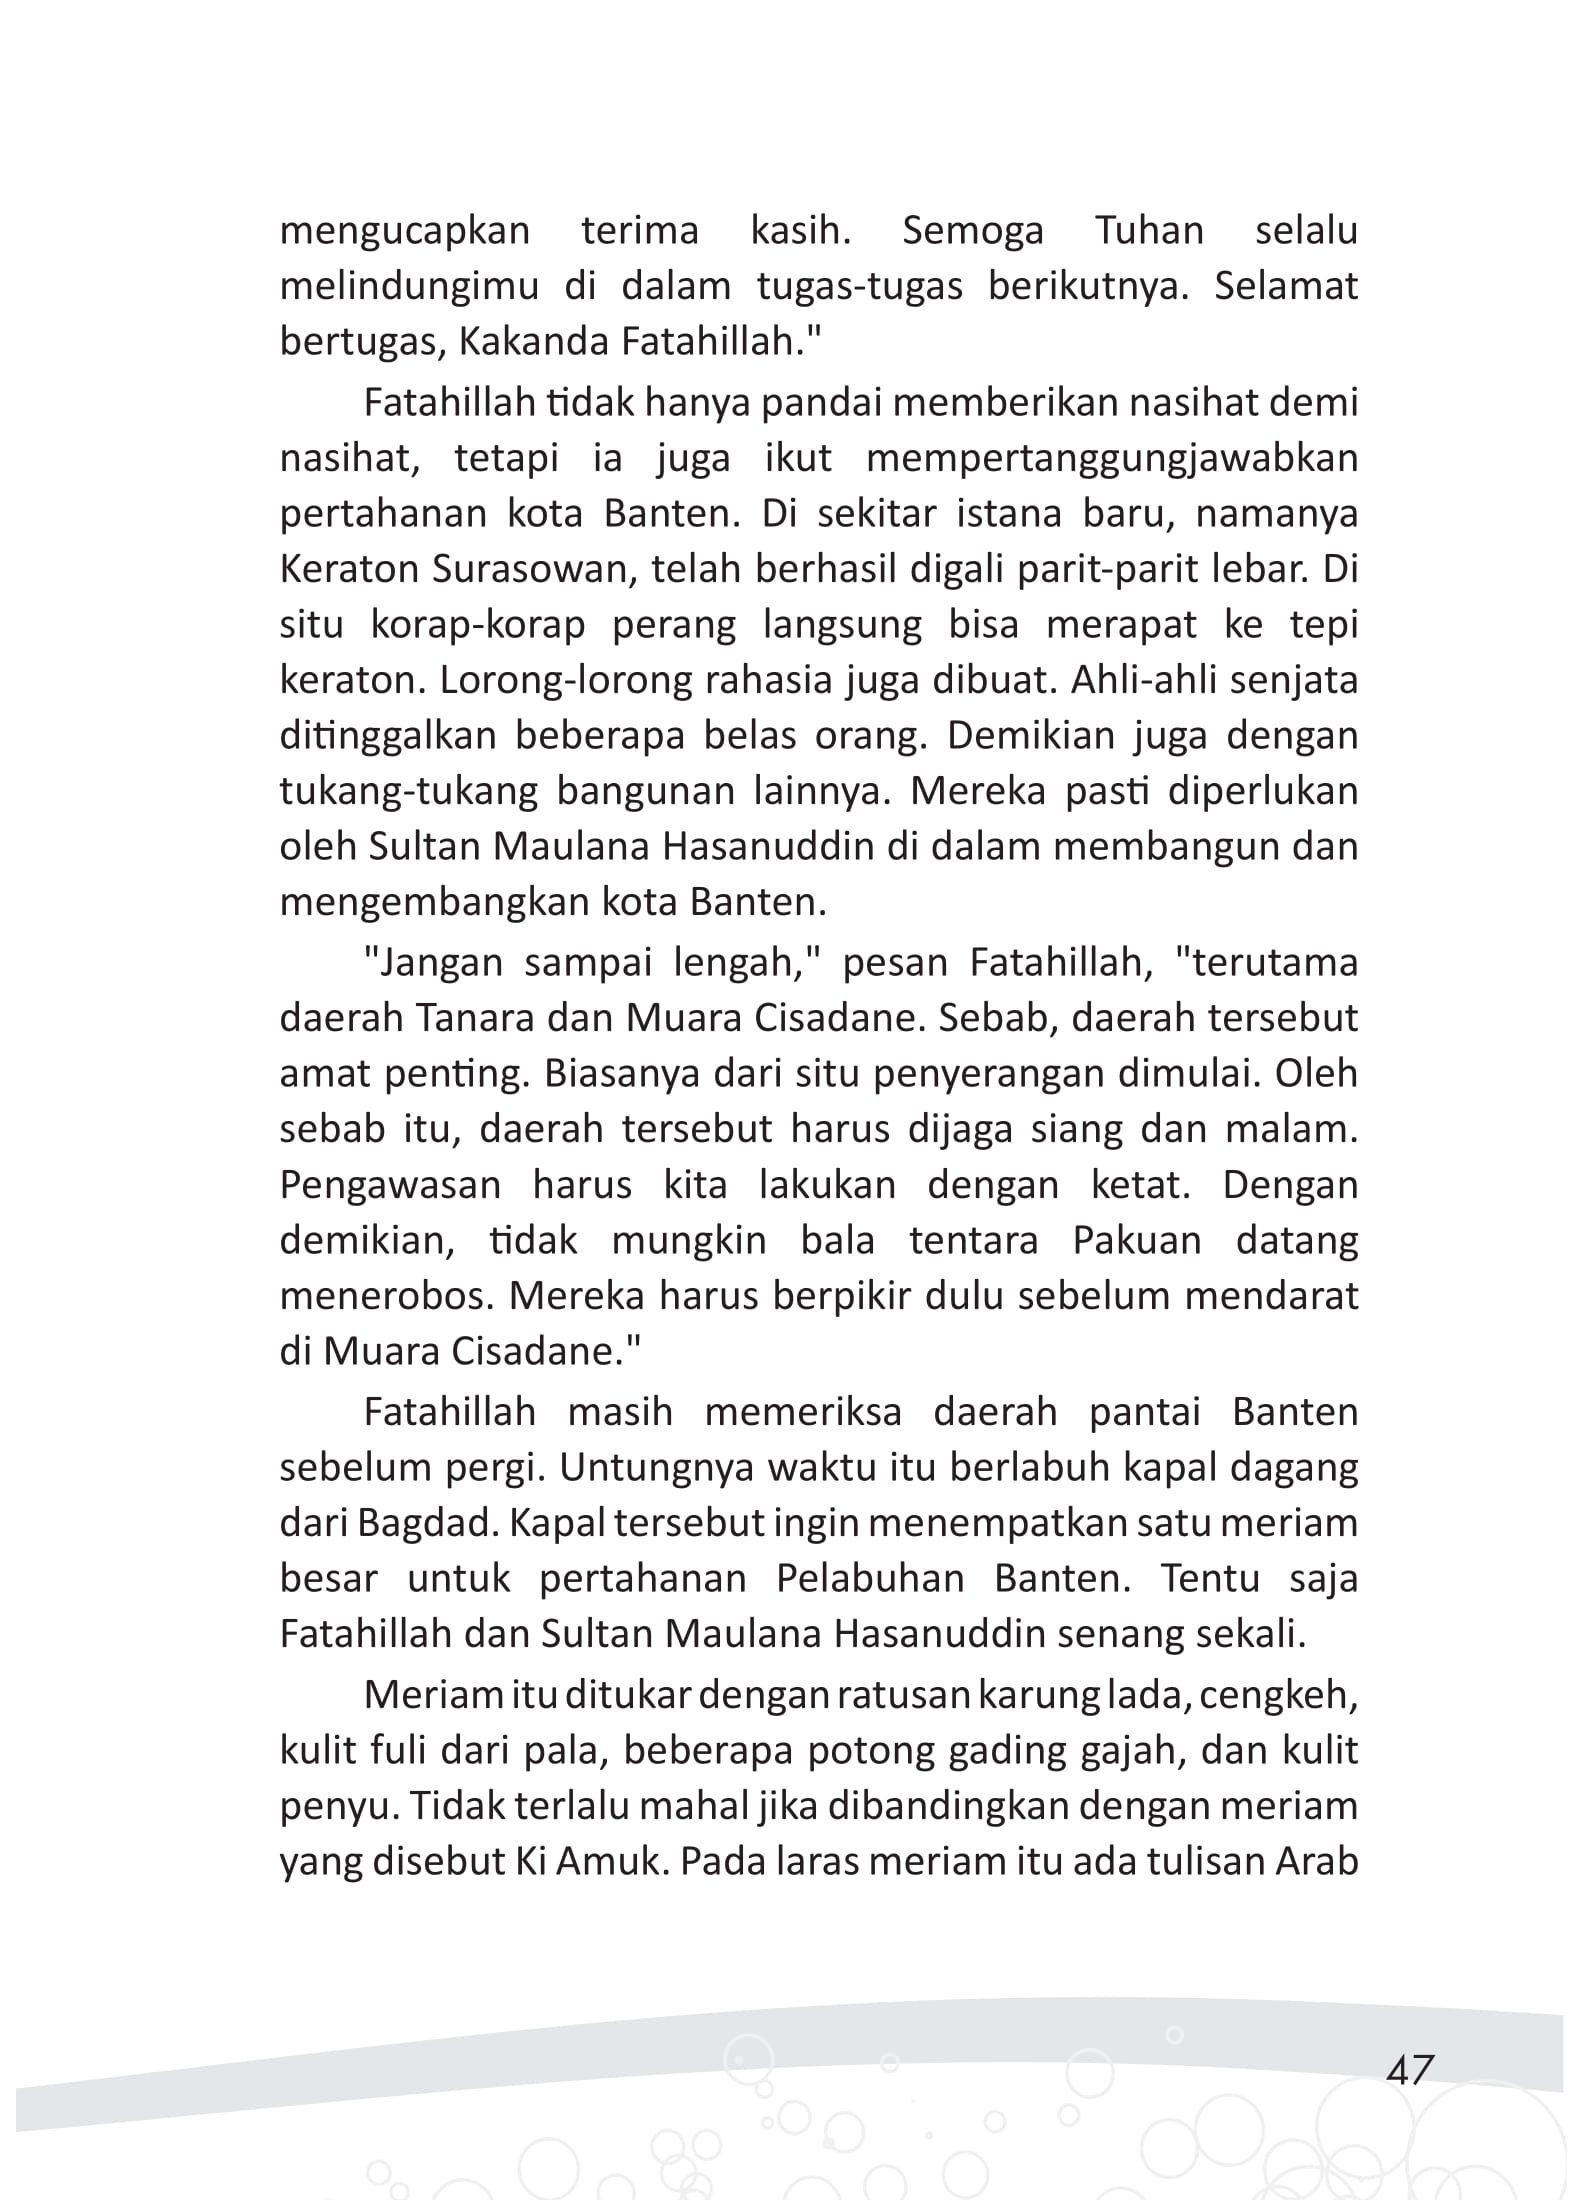 mengucapkan terima kasih. Semoga Tuhan selalu
melindungimu di dalam tugas-tugas berikutnya. Selamat
bertugas, Kakanda Fatahillah."
Fatahillah tidak hanya pandai memberikan nasihat demi
nasihat, tetapi ia juga ikut mempertanggungjawabkan
pertahanan kota Banten. Di sekitar istana baru, namanya
Keraton Surasowan, telah berhasil digali parit-parit lebar. Di
situ korap-korap perang langsung bisa merapat ke tepi
keraton. Lorong-lorong rahasia juga dibuat. Ahli-ahli senjata
ditinggalkan beberapa belas orang. Demikian juga dengan
tukang-tukang bangunan lainnya. Mereka pasti diperlukan
oleh Sultan Maulana Hasanuddin di dalam membangun dan
mengembangkan kota Banten.
"Jangan sampai lengah," pesan Fatahillah, "terutama
daerah Tanara dan Muara Cisadane. Sebab, daerah tersebut
amat penting. Biasanya dari situ penyerangan dimulai. Oleh
sebab itu, daerah tersebut harus dijaga siang dan malam.
Pengawasan harus kita lakukan dengan ketat. Dengan
demikian, tidak mungkin bala tentara Pakuan datang
menerobos. Mereka harus berpikir dulu sebelum mendarat
di Muara Cisadane."
Fatahillah masih memeriksa daerah pantai Banten
sebelum pergi. Untungnya waktu itu berlabuh kapal dagang
dari Bagdad. Kapal tersebut ingin menempatkan satu meriam
besar untuk pertahanan Pelabuhan Banten. Tentu saja
Fatahillah dan Sultan Maulana Hasanuddin senang sekali.
Meriam itu ditukar dengan ratusan karung lada, cengkeh,
kulit fuli dari pala, beberapa potong gading gajah, dan kulit
penyu. Tidak terlalu mahal jika dibandingkan dengan meriam
yang disebut Ki Amuk. Pada laras meriam itu ada tulisan Arab
47